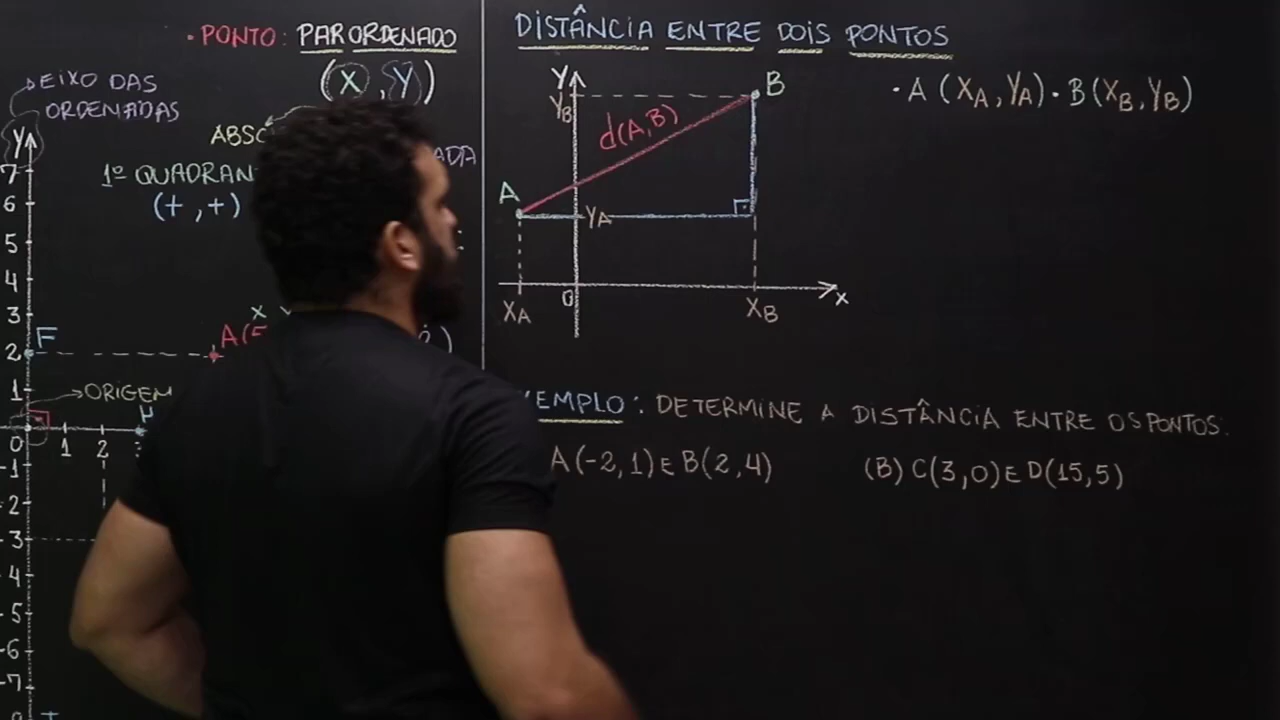 • PONTO: PAR ORDENADO
(X, Y)
EIXO DAS
ORDENADAS
1º QUADRAN
(+, +)
Y
7
6
5
4
3
2
1
0
-1
-2
-3
-4
-5
-6
-7
F
ORIGEM
1 2
DISTÂNCIA ENTRE DOIS PONTOS
Y
YB
B
d(A,B)
A
YA
0
X
XA
XB
• A (XA, YA) • B (XB, YB)
EMPLO: DETERMINE A DISTÂNCIA ENTRE OS PONTOS:
A(-2,1) E B(2,4)
(B) C(3,0) E D(15,5)